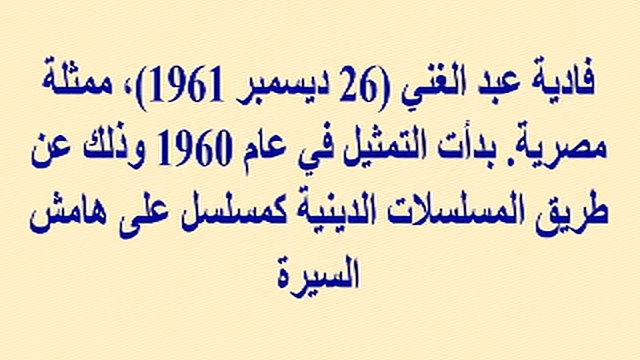 فادية عبد الغني (26 ديسمبر 1961)، ممثلة
مصرية. بدأت التمثيل في عام 1960 وذلك عن
طريق المسلسلات الدينية كمسلسل على هامش
السيرة